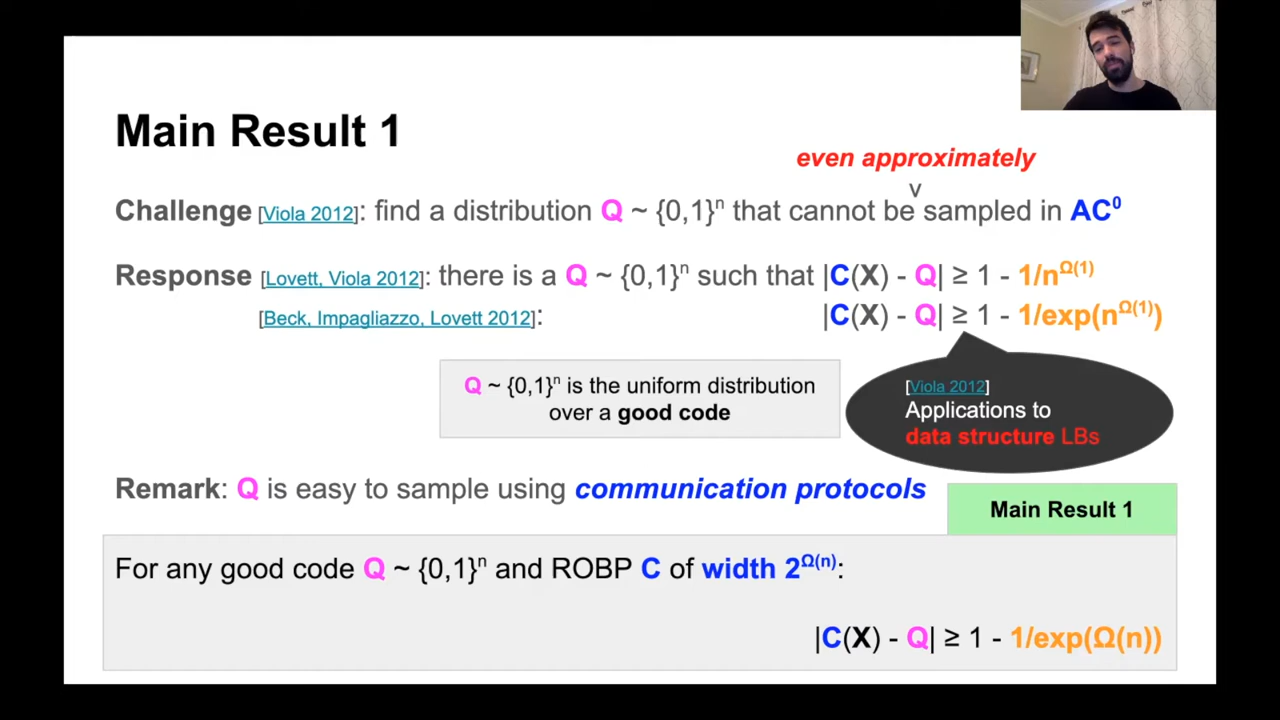 Main Result 1
even approximately
v
Challenge [Viola 2012]: find a distribution Q ~ {0,1}ⁿ that cannot be sampled in AC⁰
Response [Lovett, Viola 2012]: there is a Q ~ {0,1}ⁿ such that |C(X) - Q| ≥ 1 - 1/n^Ω(1)
[Beck, Impagliazzo, Lovett 2012]: |C(X) - Q| ≥ 1 - 1/exp(n^Ω(1))
Q ~ {0,1}ⁿ is the uniform distribution
over a good code
[Viola 2012]
Applications to
data structure LBs
Remark: Q is easy to sample using communication protocols
Main Result 1
For any good code Q ~ {0,1}ⁿ and ROBP C of width 2^Ω(n):
|C(X) - Q| ≥ 1 - 1/exp(Ω(n))